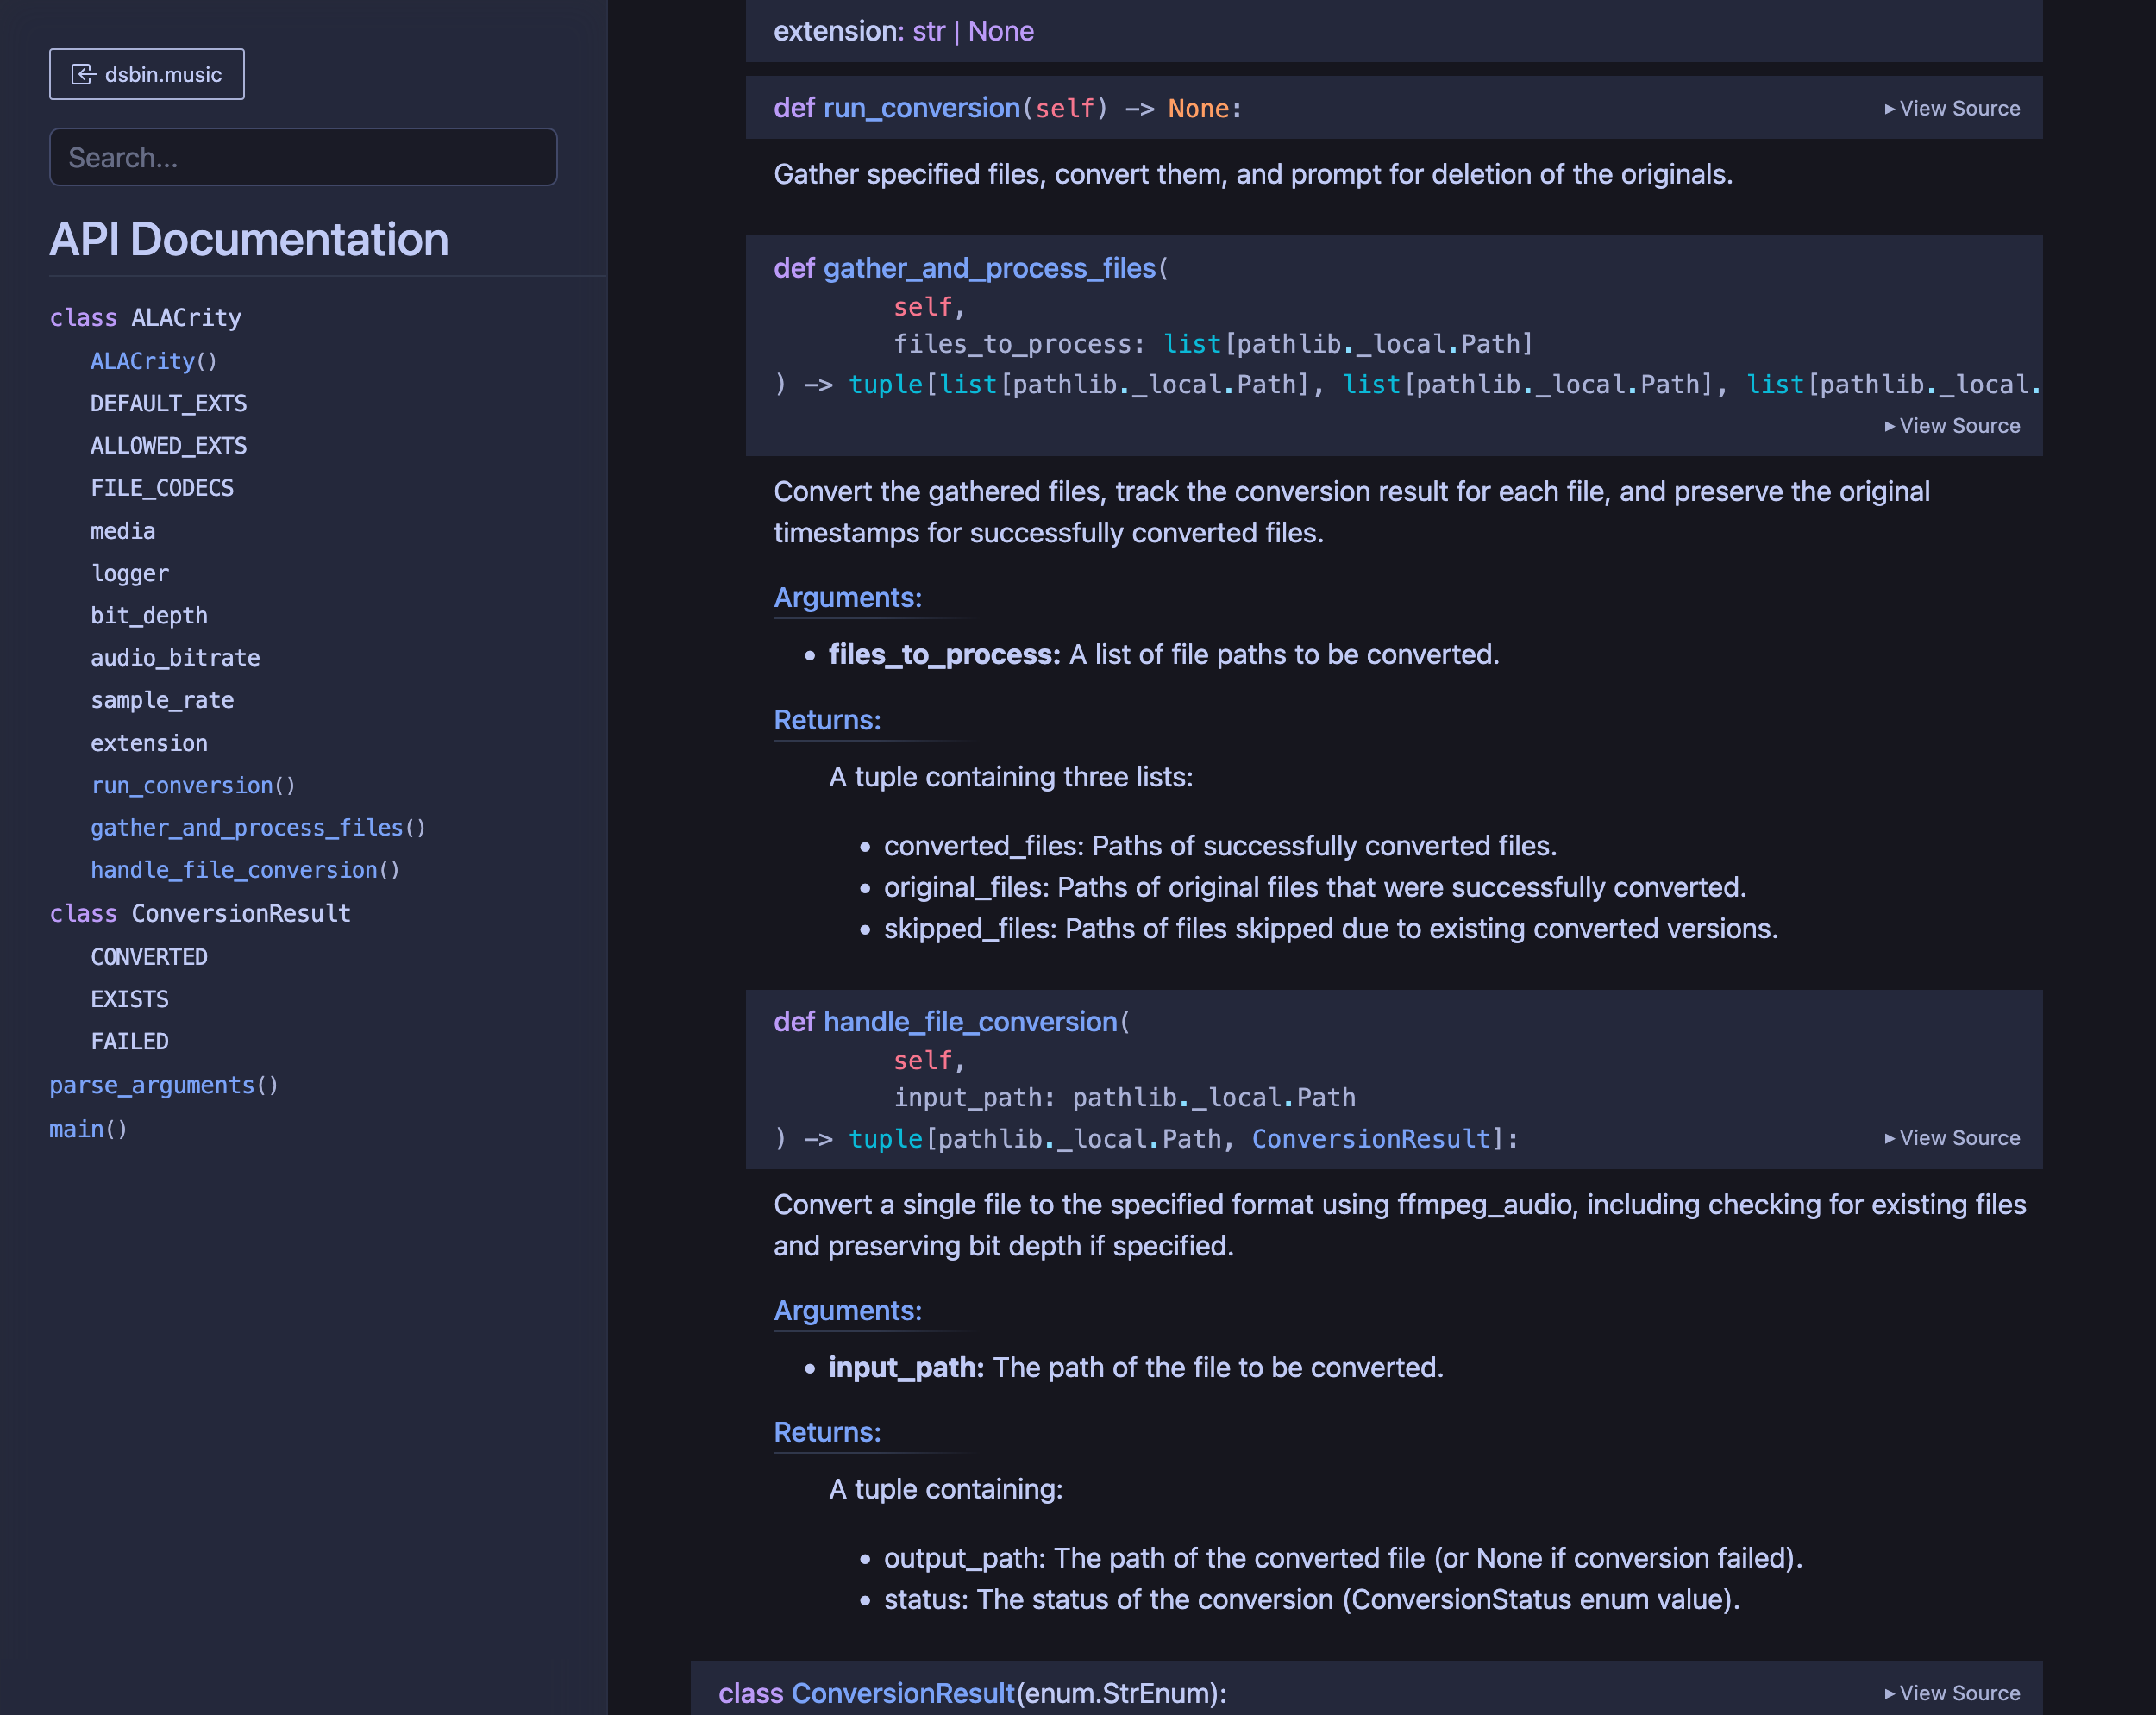 dsbin.music
Search...
API Documentation
class ALACrity
ALACrity()
DEFAULT_EXTS
ALLOWED_EXTS
FILE_CODECS
media
logger
bit_depth
audio_bitrate
sample_rate
extension
run_conversion()
gather_and_process_files()
handle_file_conversion()
class ConversionResult
CONVERTED
EXISTS
FAILED
parse_arguments()
main()
extension: str | None
def run_conversion(self) -> None:
▸View Source
Gather specified files, convert them, and prompt for deletion of the originals.
def gather_and_process_files(
self,
files_to_process: list[pathlib._local.Path]
) -> tuple[list[pathlib._local.Path], list[pathlib._local.Path], list[pathlib._local.
▸View Source
Convert the gathered files, track the conversion result for each file, and preserve the original
timestamps for successfully converted files.
Arguments:
• files_to_process: A list of file paths to be converted.
Returns:
A tuple containing three lists:
• converted_files: Paths of successfully converted files.
• original_files: Paths of original files that were successfully converted.
• skipped_files: Paths of files skipped due to existing converted versions.
def handle_file_conversion(
self,
input_path: pathlib._local.Path
) -> tuple[pathlib._local.Path, ConversionResult]:
▸View Source
Convert a single file to the specified format using ffmpeg_audio, including checking for existing files
and preserving bit depth if specified.
Arguments:
• input_path: The path of the file to be converted.
Returns:
A tuple containing:
• output_path: The path of the converted file (or None if conversion failed).
• status: The status of the conversion (ConversionStatus enum value).
class ConversionResult(enum.StrEnum):
▸View Source